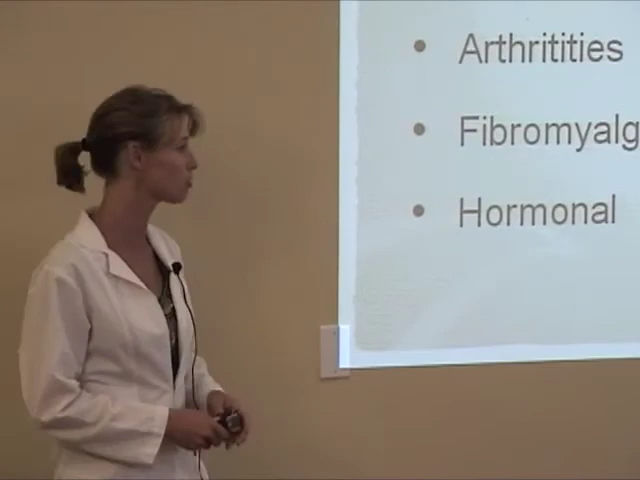 • Arthritities
• Fibromyalg
• Hormonal